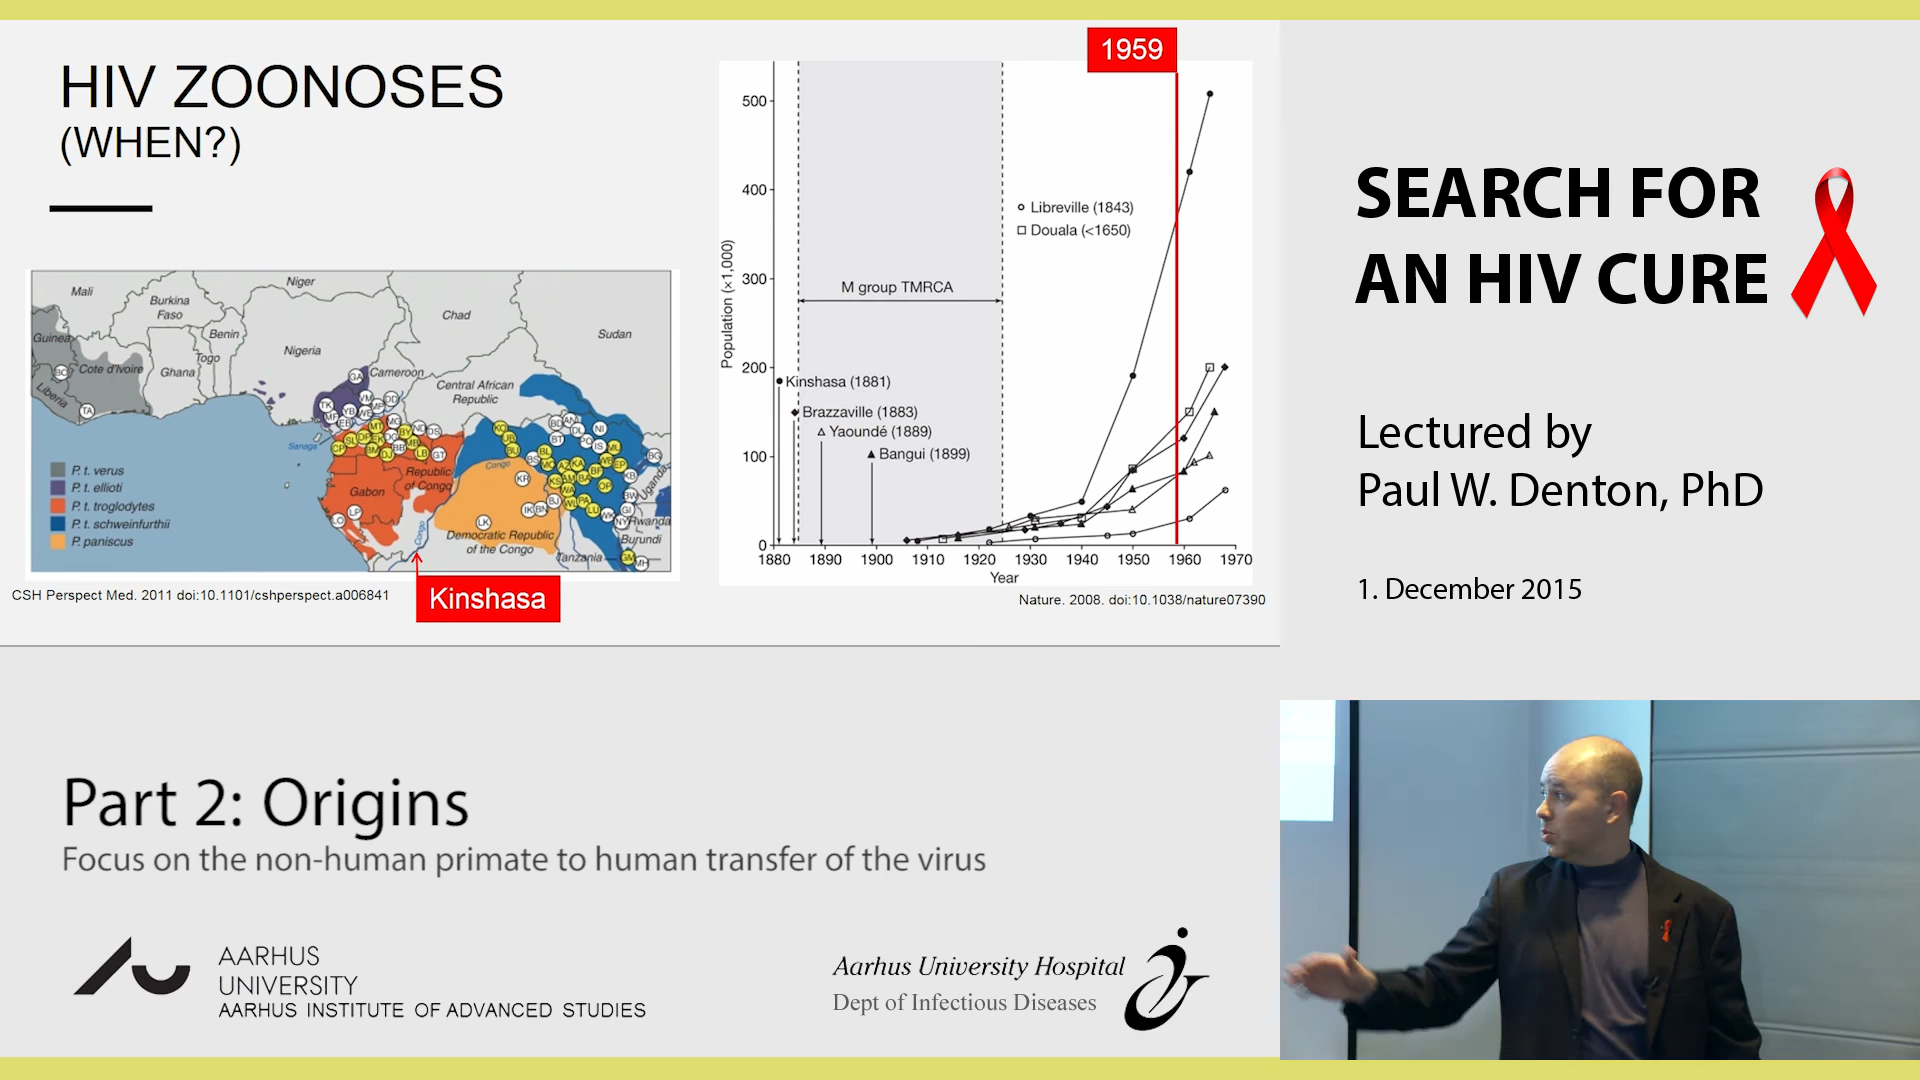 HIV ZOONOSES
(WHEN?)
1959
500
400
300
200
100
0
Population (×1,000)
Libreville (1843)
Douala (<1650)
M group TMRCA
Kinshasa (1881)
Brazzaville (1883)
Yaoundé (1889)
Bangui (1899)
1880 1890 1900 1910 1920 1930 1940 1950 1960 1970
Year
Nature. 2008. doi:10.1038/nature07390
Mali
Niger
Burkina
Faso
Chad
Sudan
Guinea
Benin
Togo
Nigeria
Cote d'Ivoire
Ghana
Liberia
Cameroon
Central African
Republic
Sanaga
Congo
Republic
of Congo
Gabon
Congo
Democratic Republic
of the Congo
Uganda
Rwanda
Burundi
Tanzania
P. t. verus
P. t. ellioti
P. t. troglodytes
P. t. schweinfurthii
P. paniscus
CSH Perspect Med. 2011 doi:10.1101/cshperspect.a006841
Kinshasa
SEARCH FOR
AN HIV CURE
Lectured by
Paul W. Denton, PhD
1. December 2015
Part 2: Origins
Focus on the non-human primate to human transfer of the virus
AARHUS
UNIVERSITY
AARHUS INSTITUTE OF ADVANCED STUDIES
Aarhus University Hospital
Dept of Infectious Diseases